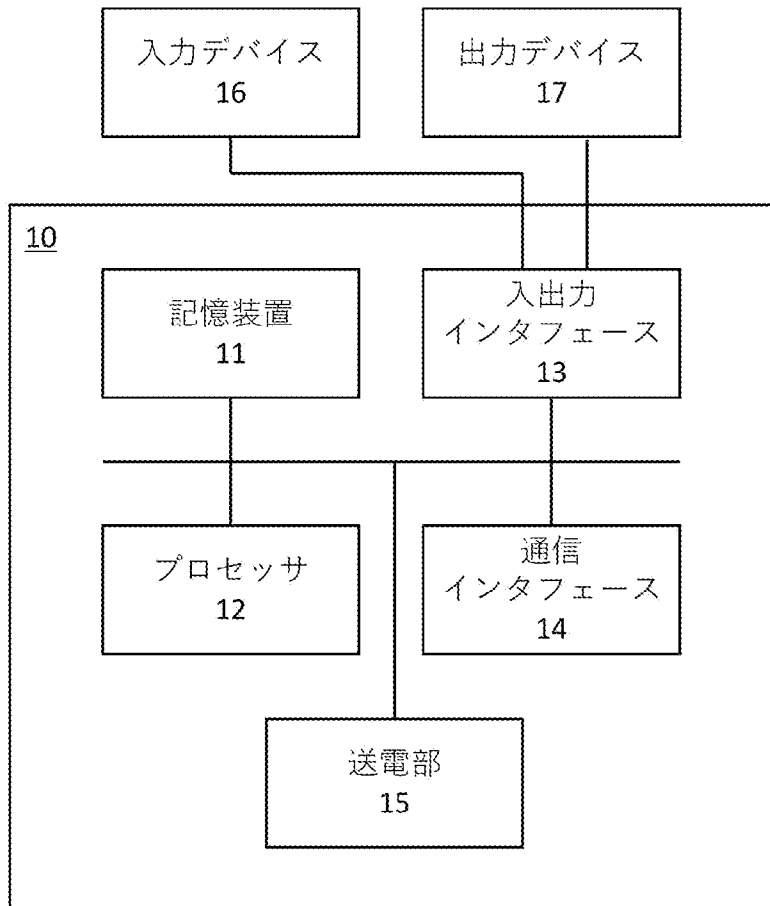 入力デバイス
16
出力デバイス
17
10
記憶装置
11
入出力
インタフェース
13
プロセッサ
12
通信
インタフェース
14
送電部
15